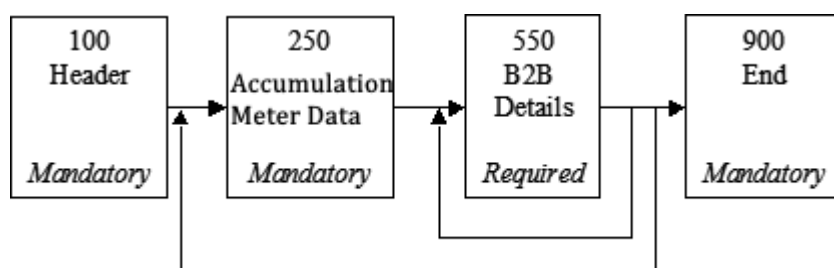 100
Header
Mandatory
250
Accumulation
Meter Data
Mandatory
550
B2B
Details
Required
900
End
Mandatory